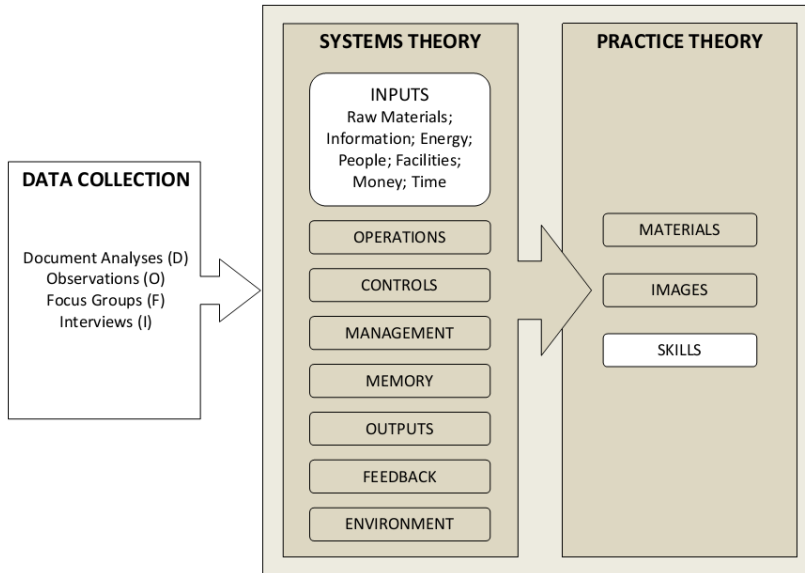 DATA COLLECTION
Document Analyses (D)
Observations (O)
Focus Groups (F)
Interviews (I)
SYSTEMS THEORY
INPUTS
Raw Materials;
Information; Energy;
People; Facilities;
Money; Time
OPERATIONS
CONTROLS
MANAGEMENT
MEMORY
OUTPUTS
FEEDBACK
ENVIRONMENT
PRACTICE THEORY
MATERIALS
IMAGES
SKILLS